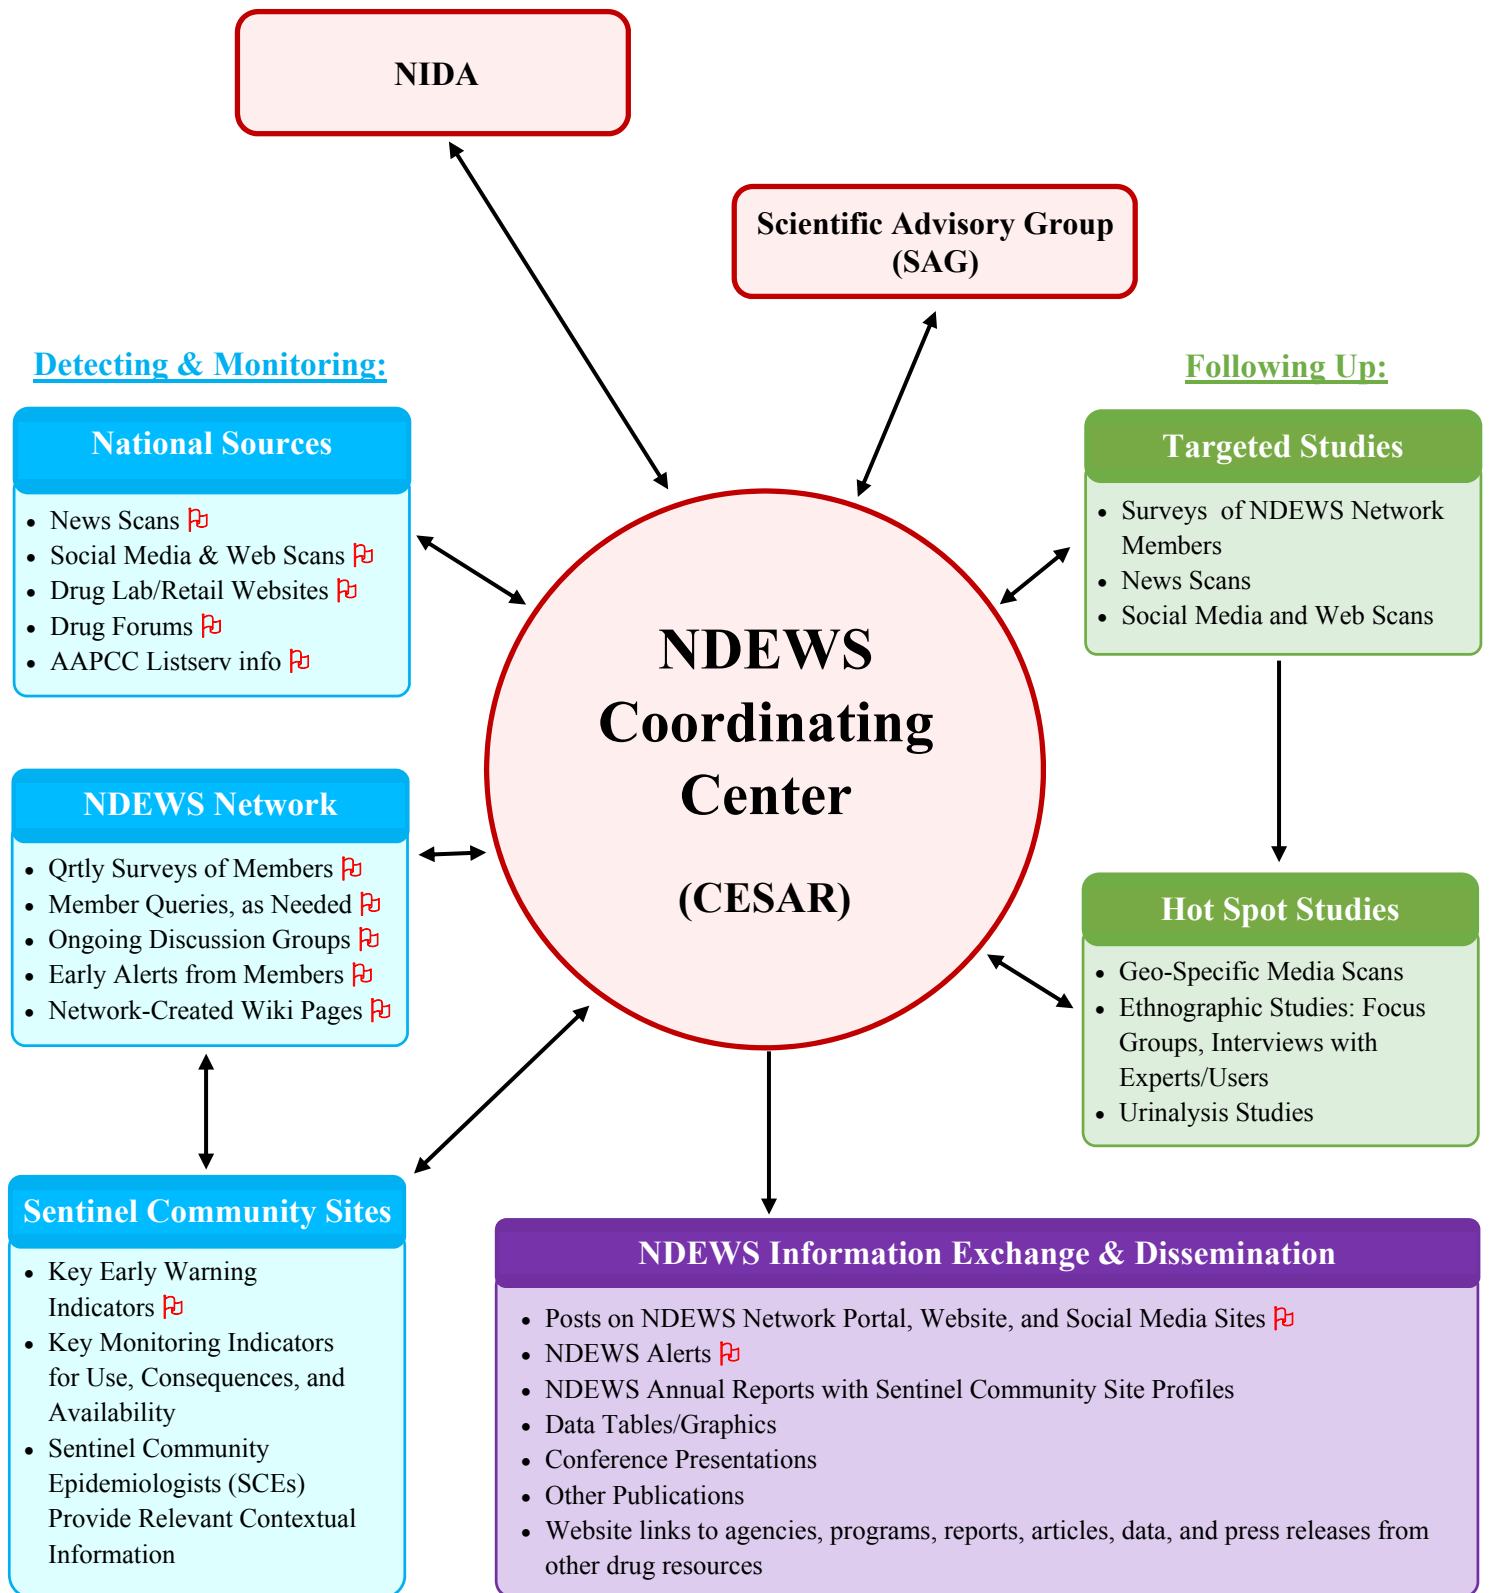 NIDA
Scientific Advisory Group
(SAG)
Detecting & Monitoring:
National Sources
• News Scans
• Social Media & Web Scans
• Drug Lab/Retail Websites
• Drug Forums
• AAPCC Listserv info
NDEWS Network
• Qrtly Surveys of Members
• Member Queries, as Needed
• Ongoing Discussion Groups
• Early Alerts from Members
• Network-Created Wiki Pages
Sentinel Community Sites
• Key Early Warning
Indicators
• Key Monitoring Indicators
for Use, Consequences, and
Availability
• Sentinel Community
Epidemiologists (SCEs)
Provide Relevant Contextual
Information
NDEWS
Coordinating
Center
(CESAR)
Following Up:
Targeted Studies
• Surveys of NDEWS Network
Members
• News Scans
• Social Media and Web Scans
Hot Spot Studies
• Geo-Specific Media Scans
• Ethnographic Studies: Focus
Groups, Interviews with
Experts/Users
• Urinalysis Studies
NDEWS Information Exchange & Dissemination
• Posts on NDEWS Network Portal, Website, and Social Media Sites
• NDEWS Alerts
• NDEWS Annual Reports with Sentinel Community Site Profiles
• Data Tables/Graphics
• Conference Presentations
• Other Publications
• Website links to agencies, programs, reports, articles, data, and press releases from
other drug resources